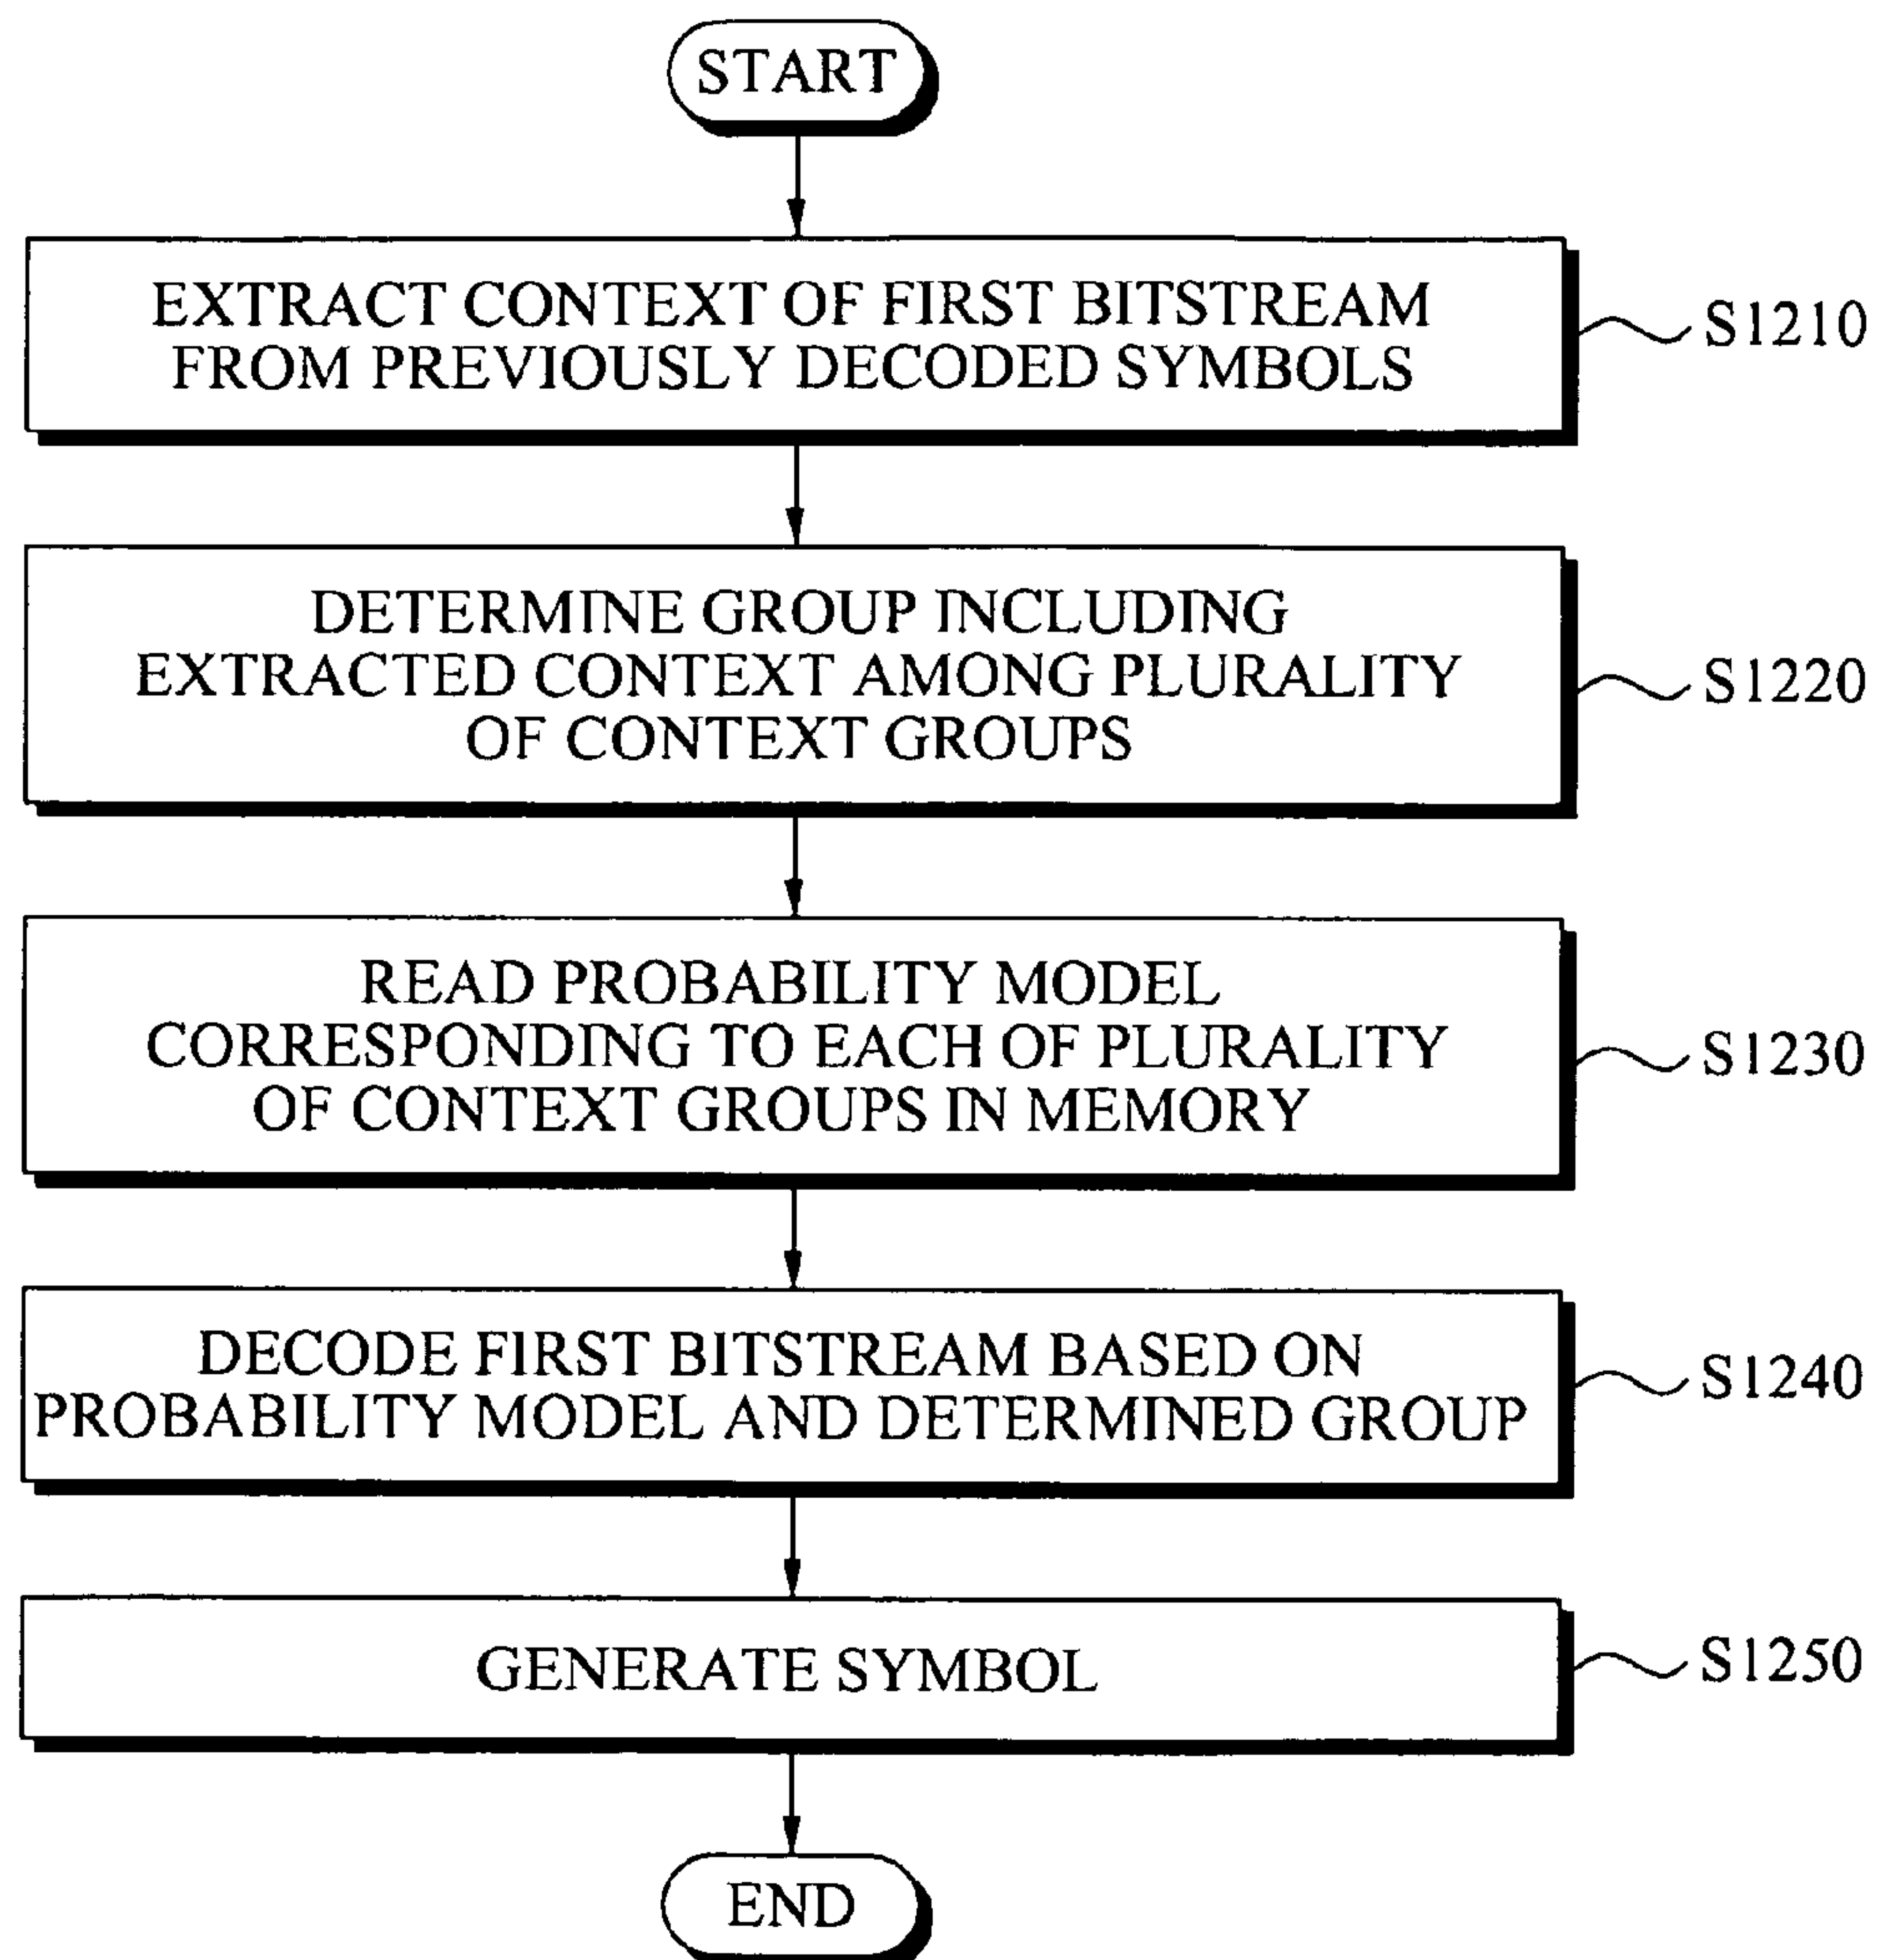 START
EXTRACT CONTEXT OF FIRST BITSTREAM
FROM PREVIOUSLY DECODED SYMBOLS
S1210
DETERMINE GROUP INCLUDING
EXTRACTED CONTEXT AMONG PLURALITY
OF CONTEXT GROUPS
S1220
READ PROBABILITY MODEL
CORRESPONDING TO EACH OF PLURALITY
OF CONTEXT GROUPS IN MEMORY
S1230
DECODE FIRST BITSTREAM BASED ON
PROBABILITY MODEL AND DETERMINED GROUP
S1240
GENERATE SYMBOL
S1250
END